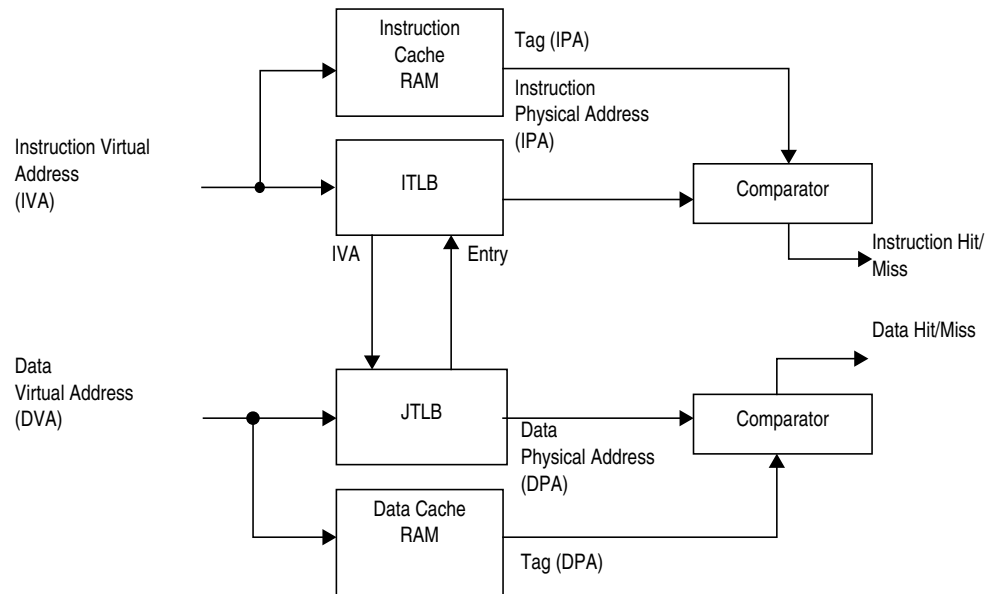 Instruction
Cache
RAM
Tag (IPA)
Instruction
Physical Address
(IPA)
Instruction Virtual
Address
(IVA)
ITLB
Comparator
IVA
Entry
Instruction Hit/
Miss
Data Hit/Miss
Data
Virtual Address
(DVA)
JTLB
Comparator
Data
Physical Address
(DPA)
Data Cache
RAM
Tag (DPA)